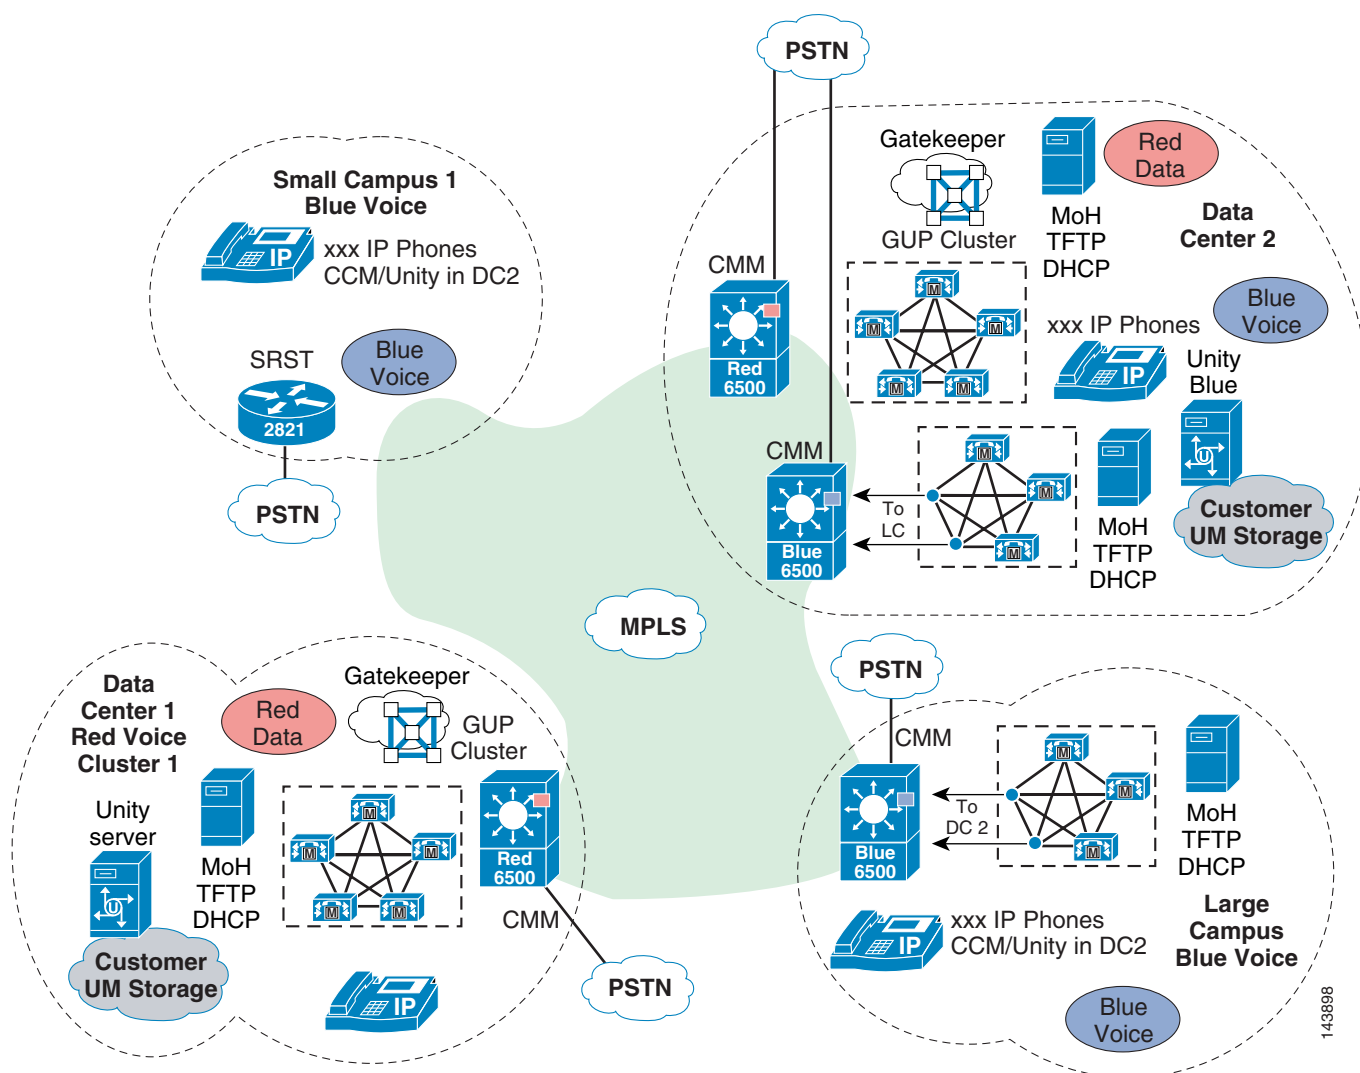 PSTN
Small Campus 1
Blue Voice
IP
xxx IP Phones
CCM/Unity in DC2
SRST
Blue
Voice
2821
PSTN
Gatekeeper
GUP Cluster
MoH
TFTP
DHCP
Red
Data
Data
Center 2
CMM
Red
6500
M
M
M
M
M
xxx IP Phones
IP
Blue
Voice
Unity
Blue
U
Customer
UM Storage
CMM
Blue
6500
To
LC
M
M
M
MoH
TFTP
DHCP
MPLS
Data
Center 1
Red Voice
Cluster 1
Red
Data
Gatekeeper
GUP
Cluster
Unity
server
U
Customer
UM Storage
MoH
TFTP
DHCP
M
M
M
M
M
Red
6500
CMM
IP
PSTN
PSTN
CMM
Blue
6500
To
DC 2
M
M
M
MoH
TFTP
DHCP
IP
xxx IP Phones
CCM/Unity in DC2
Large
Campus
Blue Voice
Blue
Voice
143898